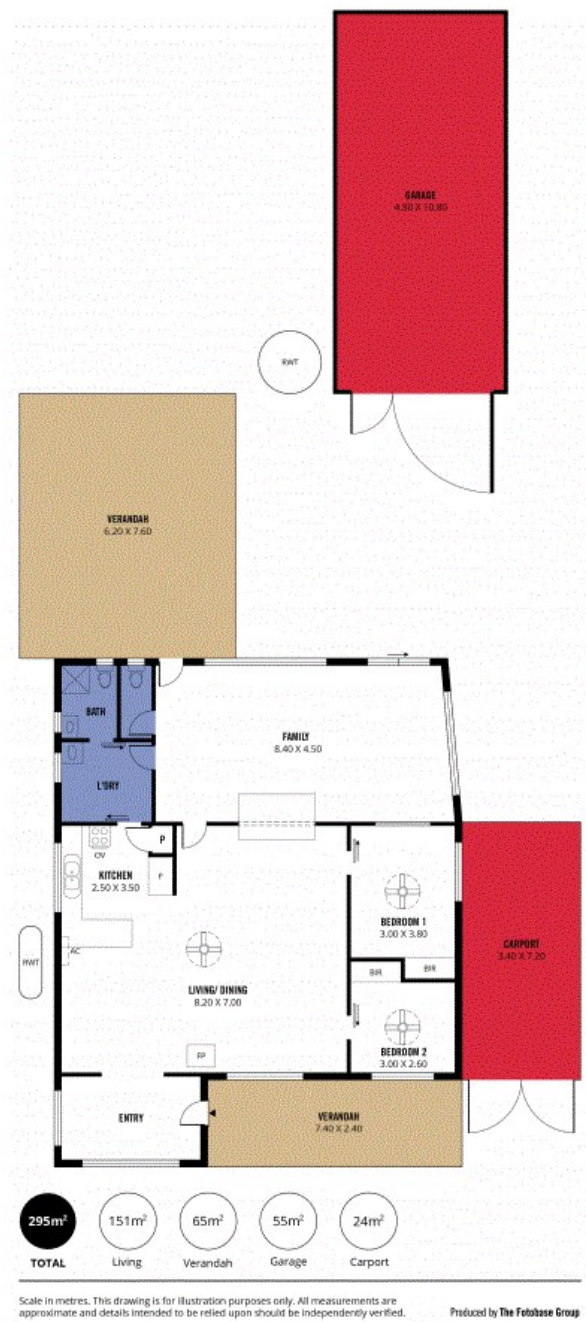 GARAGE
4.90 X 10.80
RWT
VERANDAH
6.20 X 7.60
BATH
FAMILY
8.40 X 4.50
L'DRY
P
OV
KITCHEN
2.50 X 3.50
F
BEDROOM 1
3.00 X 3.80
CARPORT
3.40 X 7.20
AC
RWT
BIR
BIR
LIVING/ DINING
8.20 X 7.00
FP
BEDROOM 2
3.00 X 2.60
ENTRY
VERANDAH
7.40 X 2.40
295m² 151m² 65m² 55m² 24m²
TOTAL Living Verandah Garage Carport
Scale in metres. This drawing is for illustration purposes only. All measurements are
approximate and details intended to be relied upon should be independently verified.
Produced by The Fotobase Group